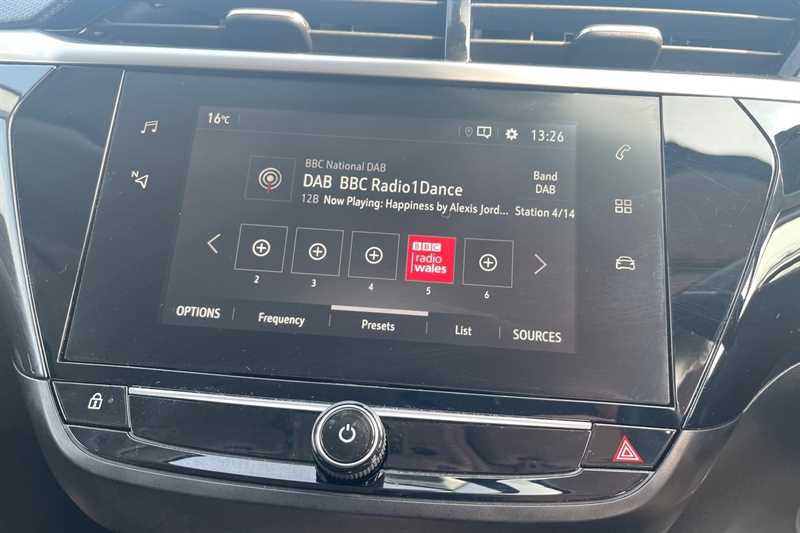 16°C
13:26
N
BBC National DAB
DAB BBC Radio1Dance
Band
DAB
12B Now Playing: Happiness by Alexis Jord... Station 4/14
BBC
radio
wales
2 3 4 5 6
OPTIONS Frequency Presets List SOURCES